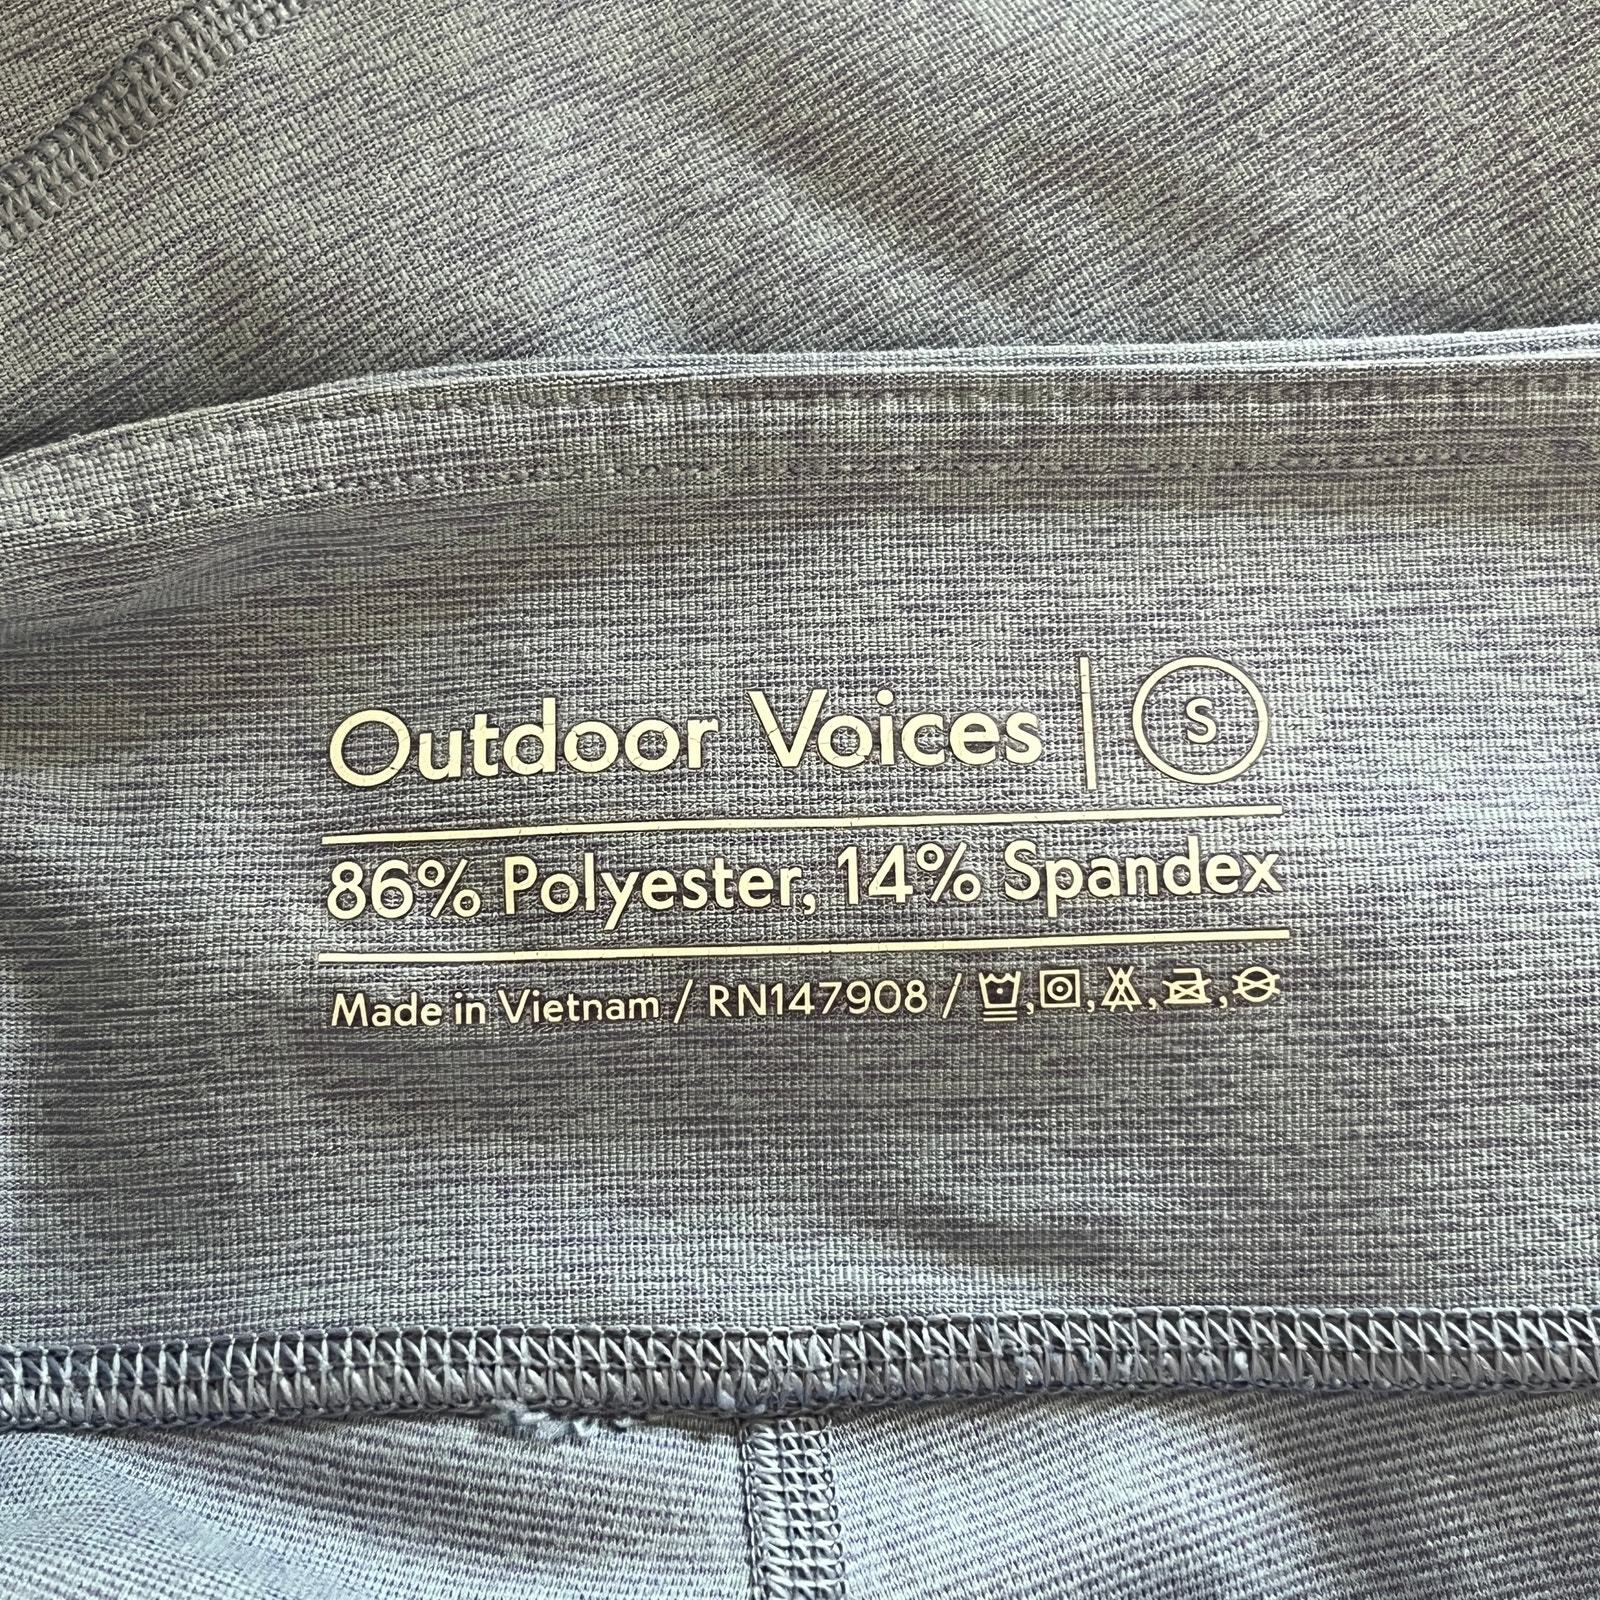 Outdoor Voices | S
86% Polyester, 14% Spandex
Made in Vietnam / RN147908 /